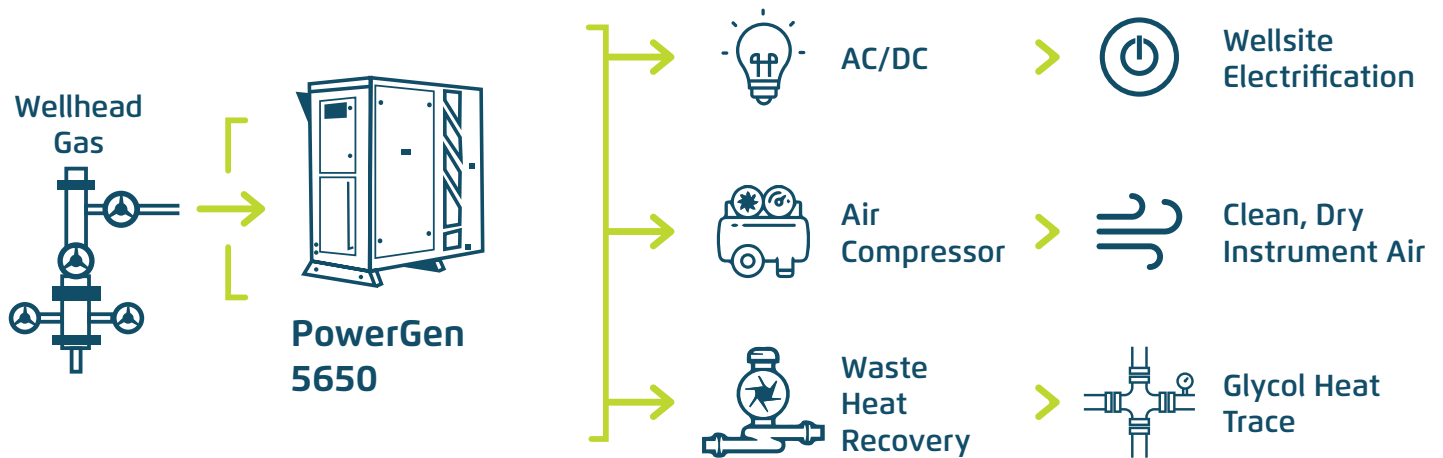 Wellhead
Gas
PowerGen
5650
AC/DC
Wellsite
Electrification
Air
Compressor
Clean, Dry
Instrument Air
Waste
Heat
Recovery
Glycol Heat
Trace